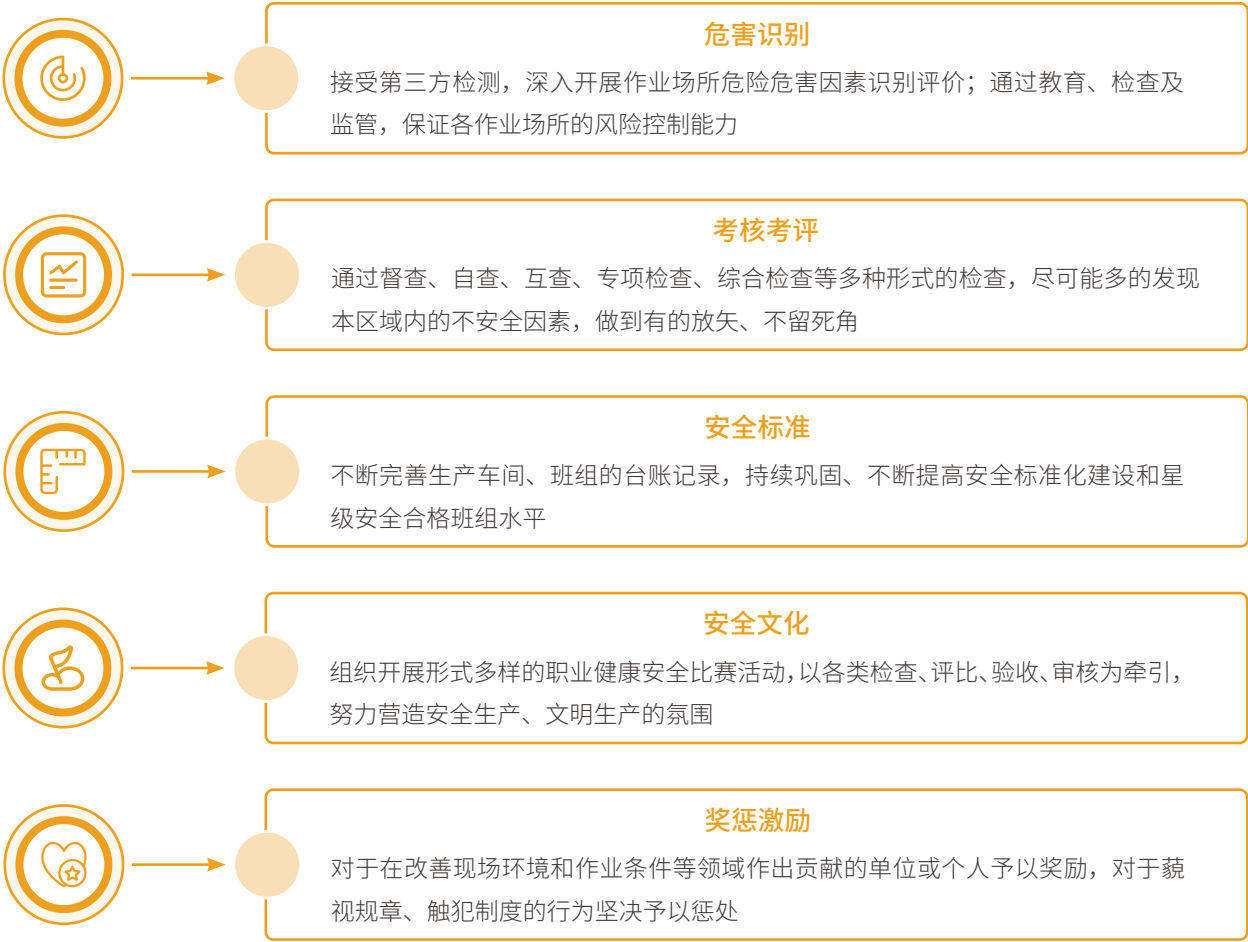 危害识别
接受第三方检测，深入开展作业场所危险危害因素识别评价；通过教育、检查及
监管，保证各作业场所的风险控制能力
考核考评
通过督查、自查、互查、专项检查、综合检查等多种形式的检查，尽可能多的发现
本区域内的不安全因素，做到有的放矢、不留死角
安全标准
不断完善生产车间、班组的台账记录，持续巩固、不断提高安全标准化建设和星
级安全合格班组水平
安全文化
组织开展形式多样的职业健康安全比赛活动，以各类检查、评比、验收、审核为牵引，
努力营造安全生产、文明生产的氛围
奖惩激励
对于在改善现场环境和作业条件等领域作出贡献的单位或个人予以奖励，对于藐
视规章、触犯制度的行为坚决予以惩处